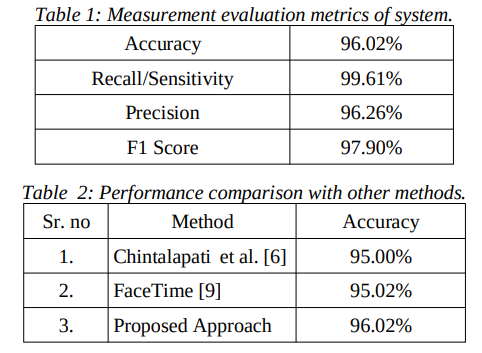 Table 1: Measurement evaluation metrics of system.
Accuracy 96.02%
Recall/Sensitivity 99.61%
Precision 96.26%
F1 Score 97.90%
Table 2: Performance comparison with other methods.
Sr. no Method Accuracy
1. Chintalapati et al. [6] 95.00%
2. FaceTime [9] 95.02%
3. Proposed Approach 96.02%